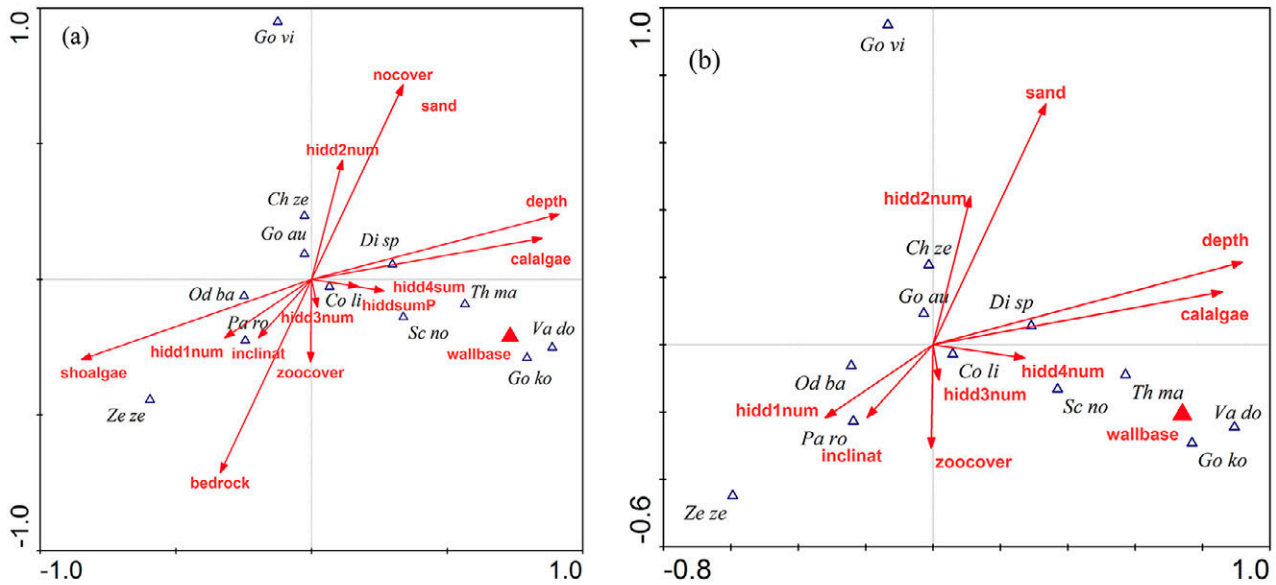 1.0
(a)
Go vi
nocover
sand
hidd2num
Ch ze
depth
Go au
Di sp
calalgae
Od ba
Co li
hidd4sum
hiddsumP
Th ma
hidd3num
Pa ro
Sc no
hidd1num
inclinat
Va do
wallbase
shoalgae
zoocover
Go ko
Ze ze
bedrock
-1.0
-1.0
1.0
1.0
(b)
Go vi
sand
hidd2num
Ch ze
depth
Go au
Di sp
calalgae
Od ba
Co li
hidd4num
hidd3num
Th ma
hidd1num
Sc no
Va do
Pa ro
wallbase
inclinat
zoocover
Go ko
Ze ze
-0.6
-0.8
1.0